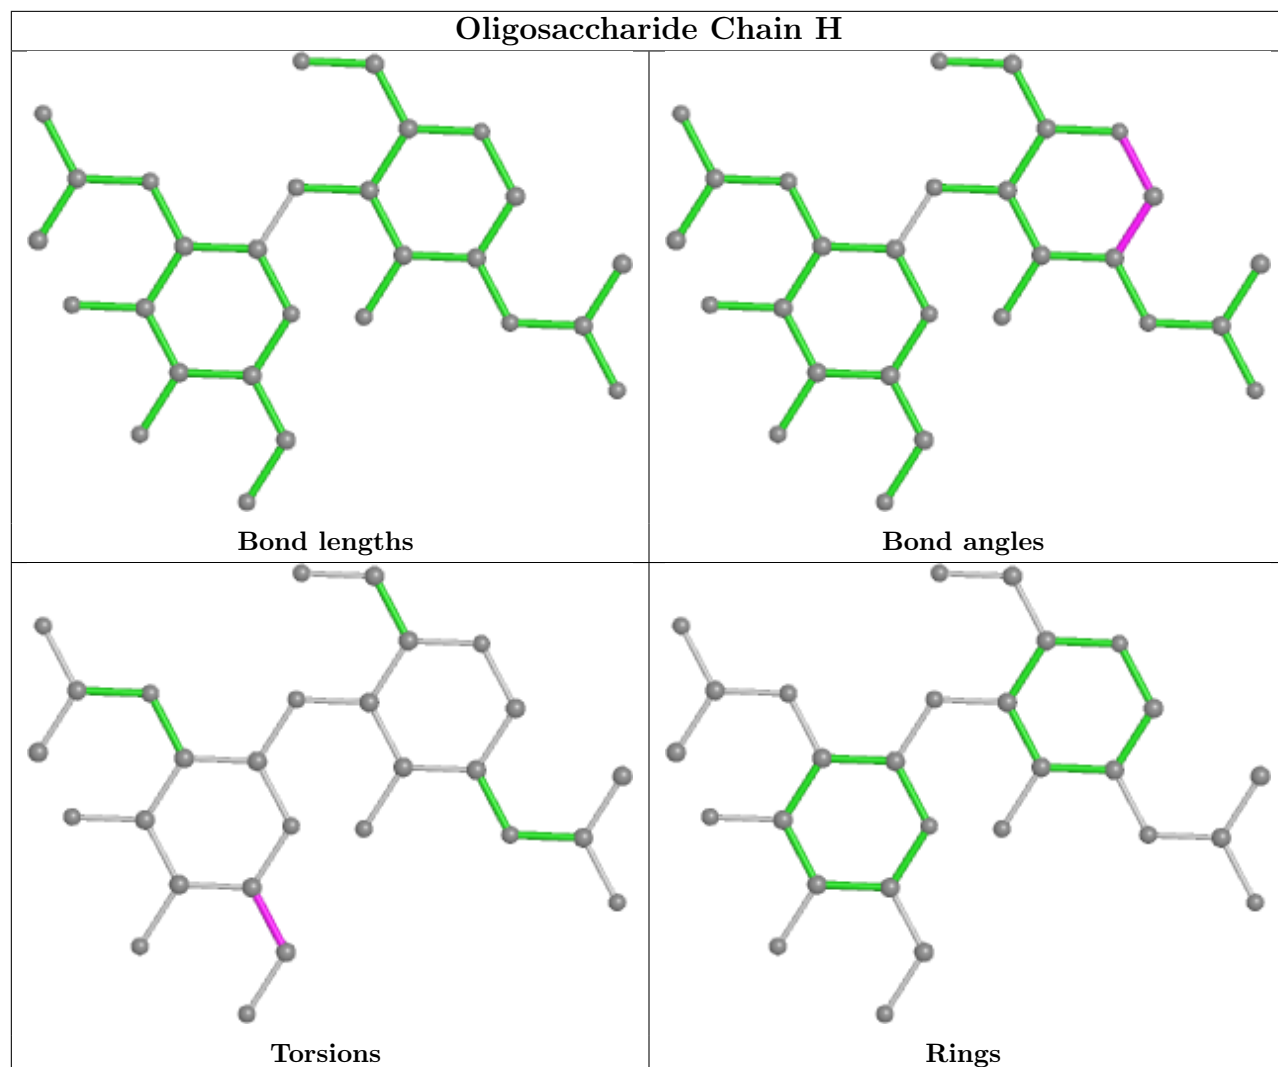 Oligosaccharide Chain H
Bond lengths
Bond angles
Torsions
Rings